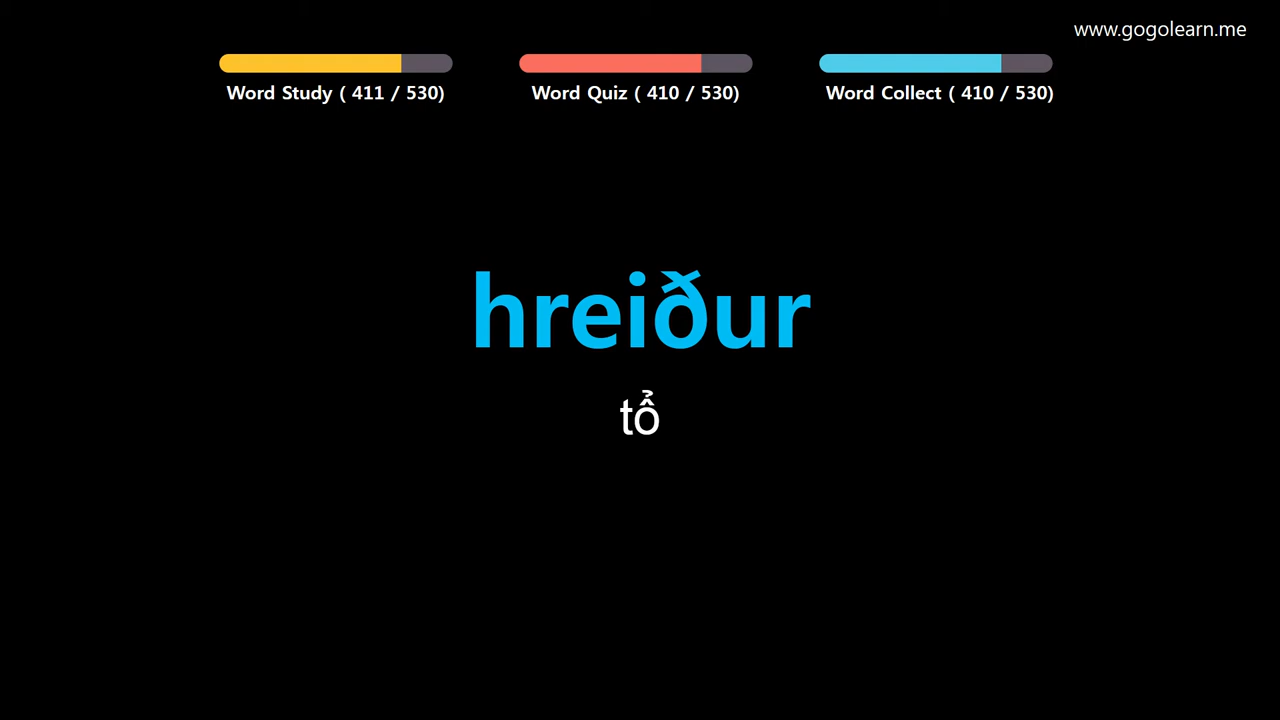 www.gogolearn.me
Word Study ( 411 / 530)
Word Quiz ( 410 / 530)
Word Collect ( 410 / 530)
hreiður
tổ